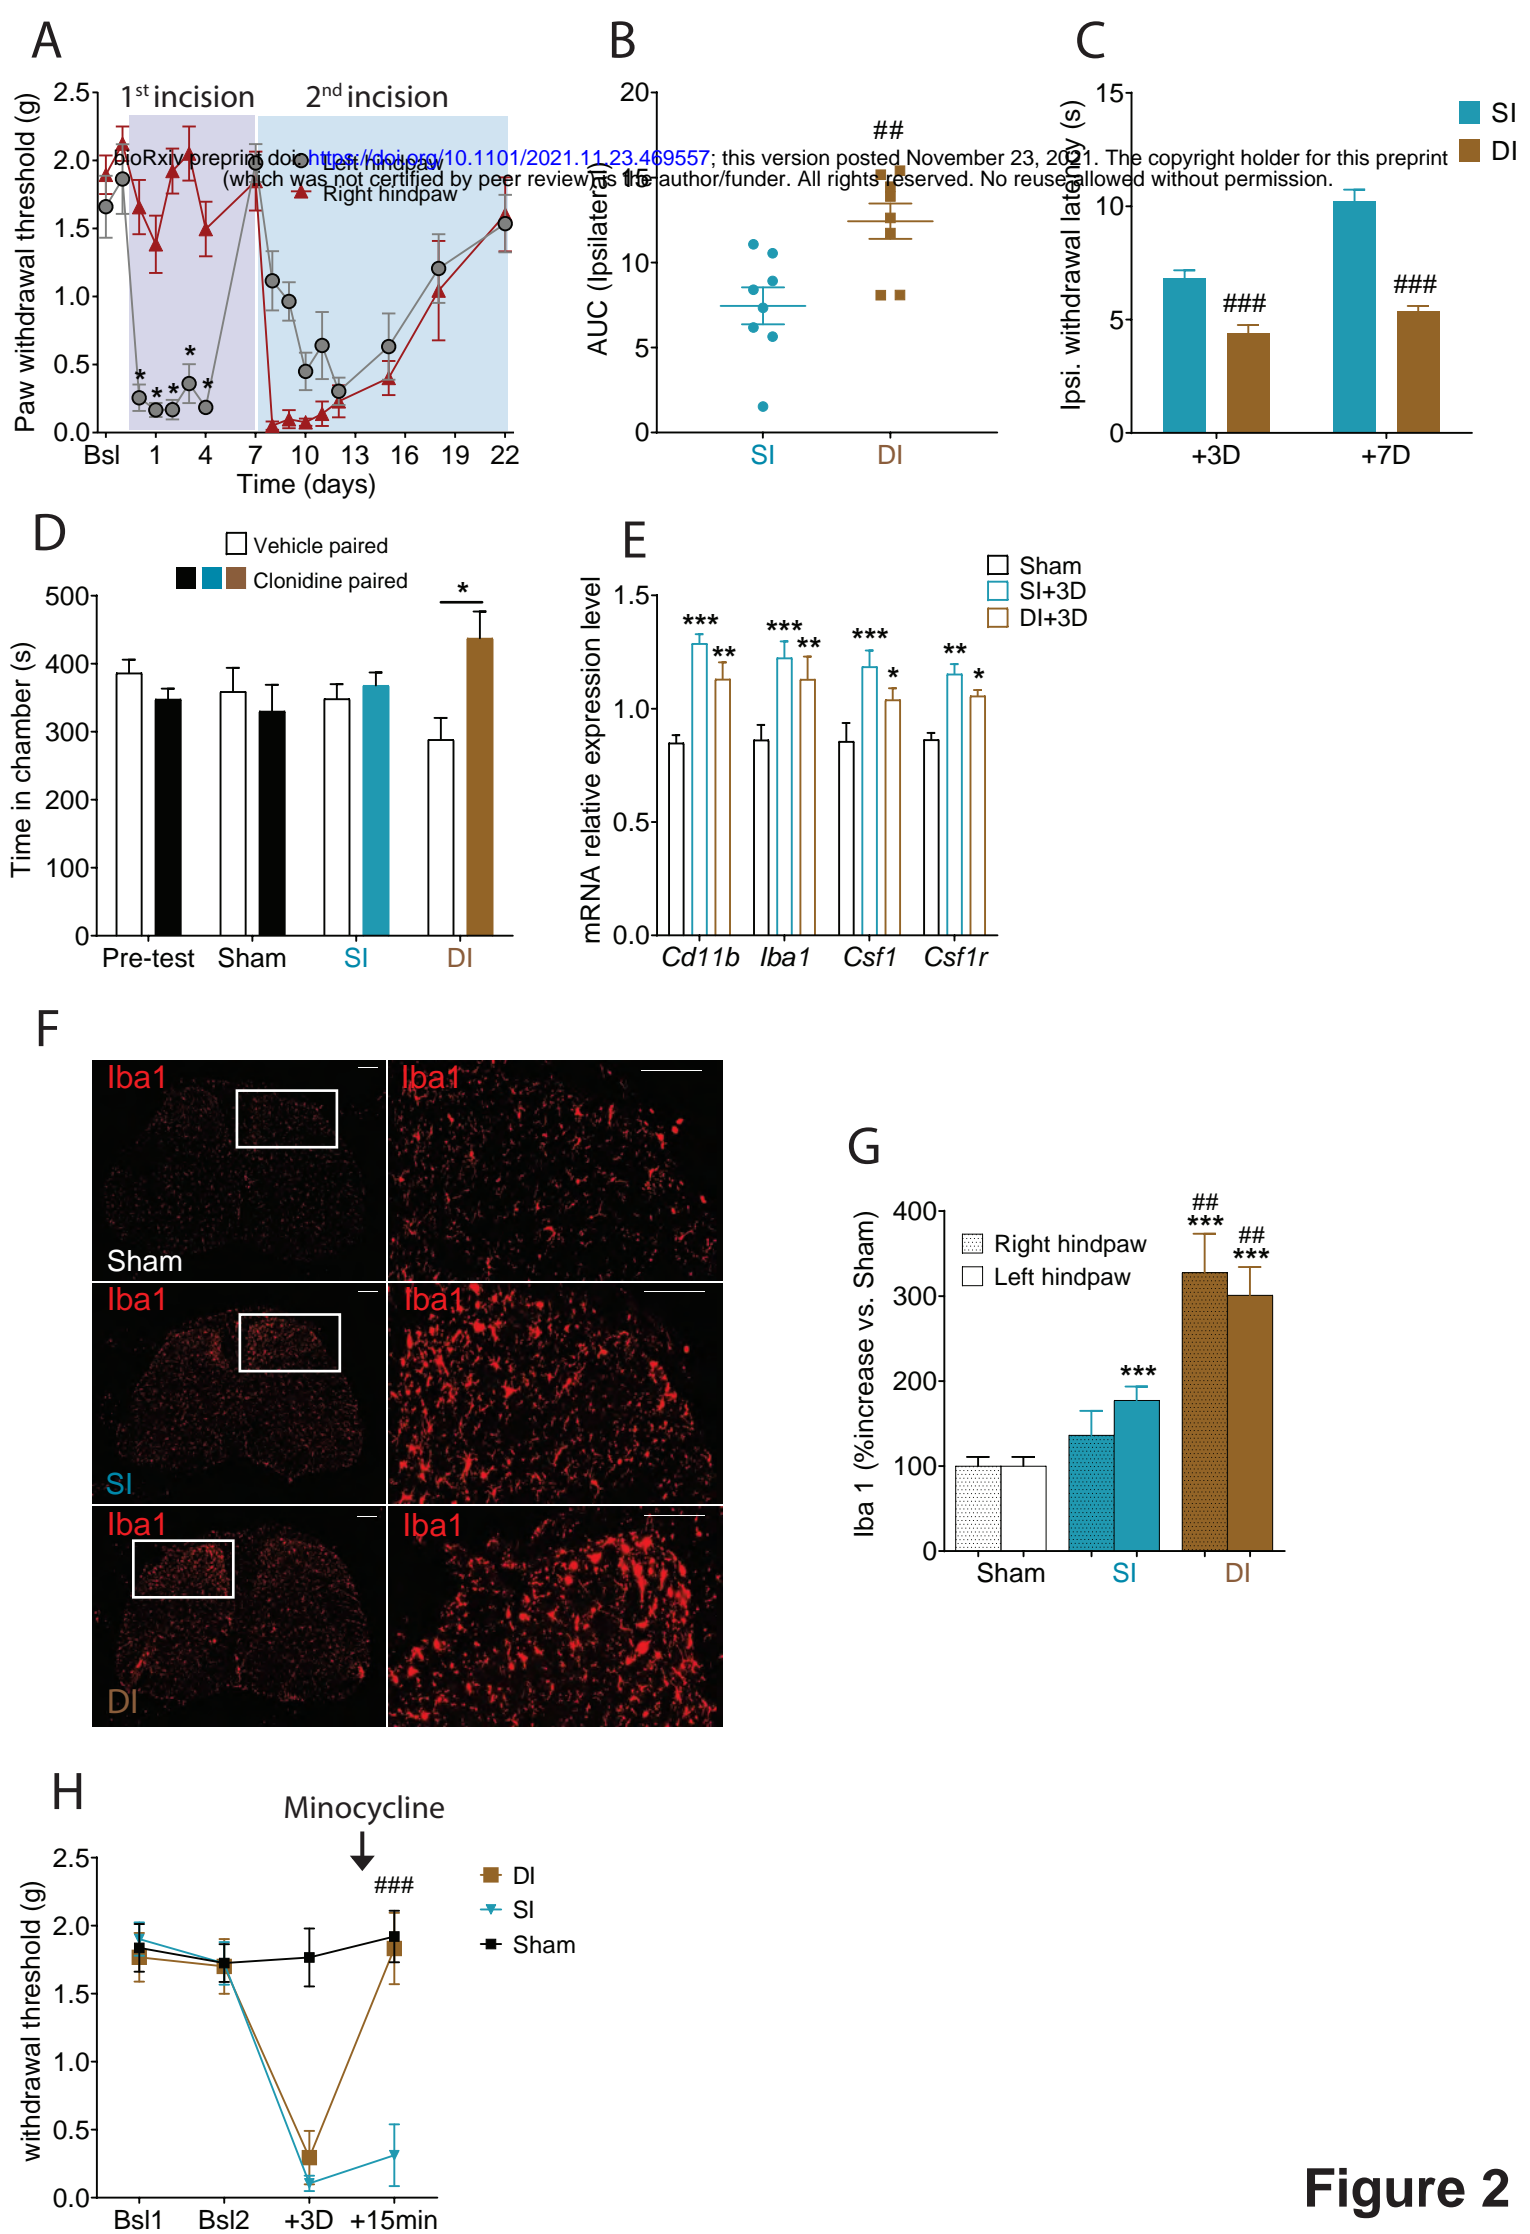 A
B
C
Paw withdrawal threshold (g)
2.5
2.0
1.5
1.0
0.5
0.0
1st incision
2nd incision
Left hindpaw
Right hindpaw
* * * * *
Bsl 1 4 7 10 13 16 19 22
Time (days)
bioRxiv preprint doi: https://doi.org/10.1101/2021.11.23.469557; this version posted November 23, 2021. The copyright holder for this preprint
(which was not certified by peer review) is the author/funder. All rights reserved. No reuse allowed without permission.
AUC (Ipsilateral)
20
15
10
5
0
##
SI DI
Ipsi. withdrawal latency (s)
15
10
5
0
###
###
+3D +7D
SI
DI
D
Vehicle paired
Clonidine paired
Time in chamber (s)
500
400
300
200
100
0
*
Pre-test Sham SI DI
E
Sham
SI+3D
DI+3D
mRNA relative expression level
1.5
1.0
0.5
0.0
*** ** *** ** *** * ** *
Cd11b Iba1 Csf1 Csf1r
F
Iba1 Iba1
Sham
Iba1 Iba1
SI
Iba1 Iba1
DI
G
Iba 1 (%increase vs. Sham)
400
300
200
100
0
Right hindpaw
Left hindpaw
***
##
***
##
***
Sham SI DI
H
Minocycline
###
withdrawal threshold (g)
2.5
2.0
1.5
1.0
0.5
0.0
DI
SI
Sham
Bsl1 Bsl2 +3D +15min
Figure 2